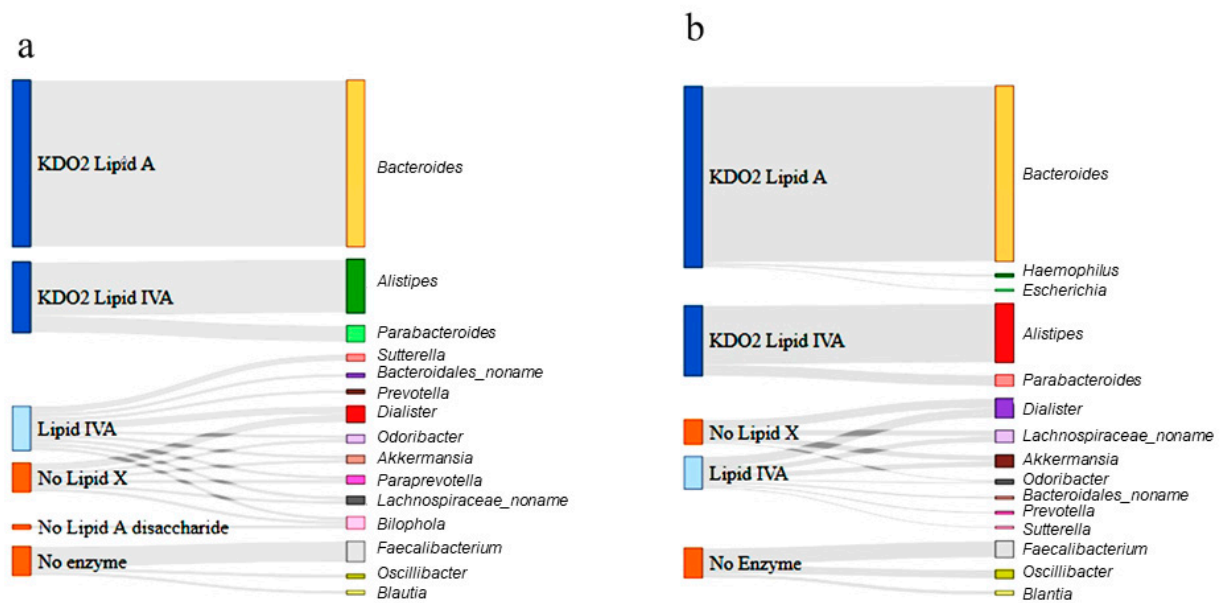 a
KDO2 Lipid A
Bacteroides
KDO2 Lipid IVA
Alistipes
Parabacteroides
Sutterella
Bacteroidales_noname
Prevotella
Dialister
Lipid IVA
Odoribacter
Akkermansia
No Lipid X
Paraprevotella
Lachnospiraceae_noname
No Lipid A disaccharide
Bilophola
Faecalibacterium
No enzyme
Oscillibacter
Blautia
b
KDO2 Lipid A
Bacteroides
Haemophilus
Escherichia
KDO2 Lipid IVA
Alistipes
Parabacteroides
Dialister
No Lipid X
Lachnospiraceae_noname
Akkermansia
Lipid IVA
Odoribacter
Bacteroidales_noname
Prevotella
Sutterella
Faecalibacterium
No Enzyme
Oscillibacter
Blantia